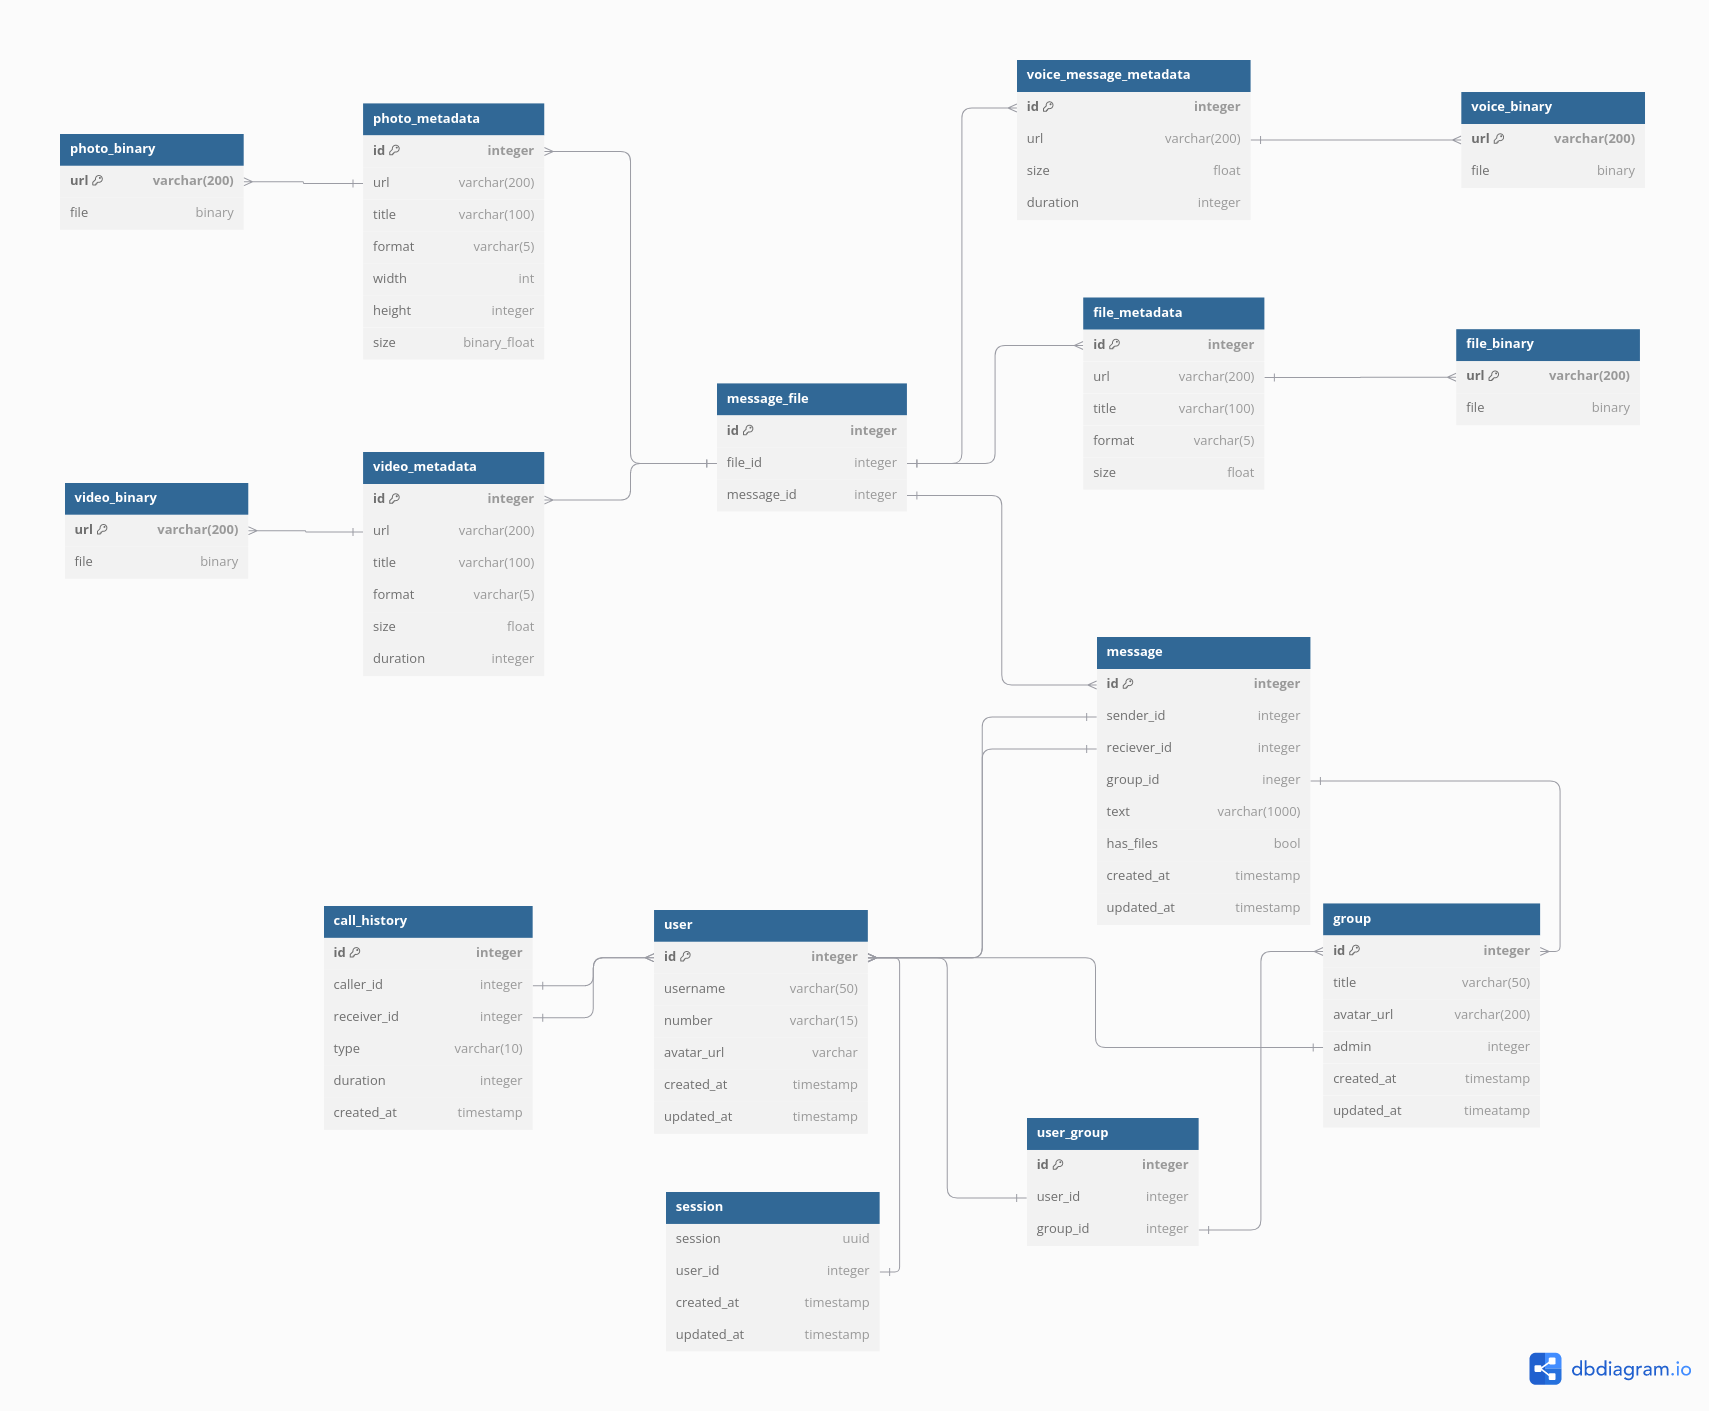 voice_message_metadata
id integer
url varchar(200)
size float
duration integer
voice_binary
url varchar(200)
file binary
photo_metadata
id integer
url varchar(200)
title varchar(100)
format varchar(5)
width int
height integer
size binary_float
photo_binary
url varchar(200)
file binary
file_metadata
id integer
url varchar(200)
title varchar(100)
format varchar(5)
size float
file_binary
url varchar(200)
file binary
message_file
id integer
file_id integer
message_id integer
video_metadata
id integer
url varchar(200)
title varchar(100)
format varchar(5)
size float
duration integer
video_binary
url varchar(200)
file binary
message
id integer
sender_id integer
reciever_id integer
group_id ineger
text varchar(1000)
has_files bool
created_at timestamp
updated_at timestamp
call_history
id integer
caller_id integer
receiver_id integer
type varchar(10)
duration integer
created_at timestamp
user
id integer
username varchar(50)
number varchar(15)
avatar_url varchar
created_at timestamp
updated_at timestamp
group
id integer
title varchar(50)
avatar_url varchar(200)
admin integer
created_at timestamp
updated_at timeatamp
user_group
id integer
user_id integer
group_id integer
session
session uuid
user_id integer
created_at timestamp
updated_at timestamp
dbdiagram.io